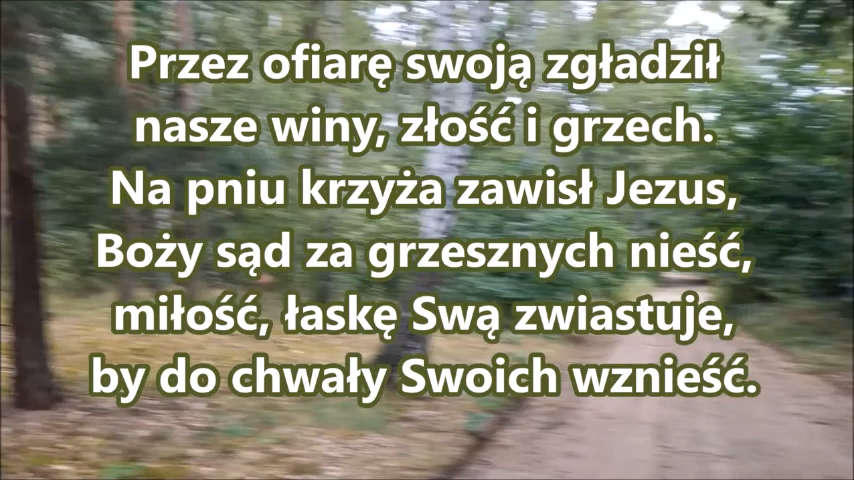 Przez ofiarę swoją zgładził
nasze winy, złość i grzech.
Na pniu krzyża zawisł Jezus,
Boży sąd za grzesznych nieść,
miłość, łaskę Swą zwiastuje,
by do chwały Swoich wznieść.